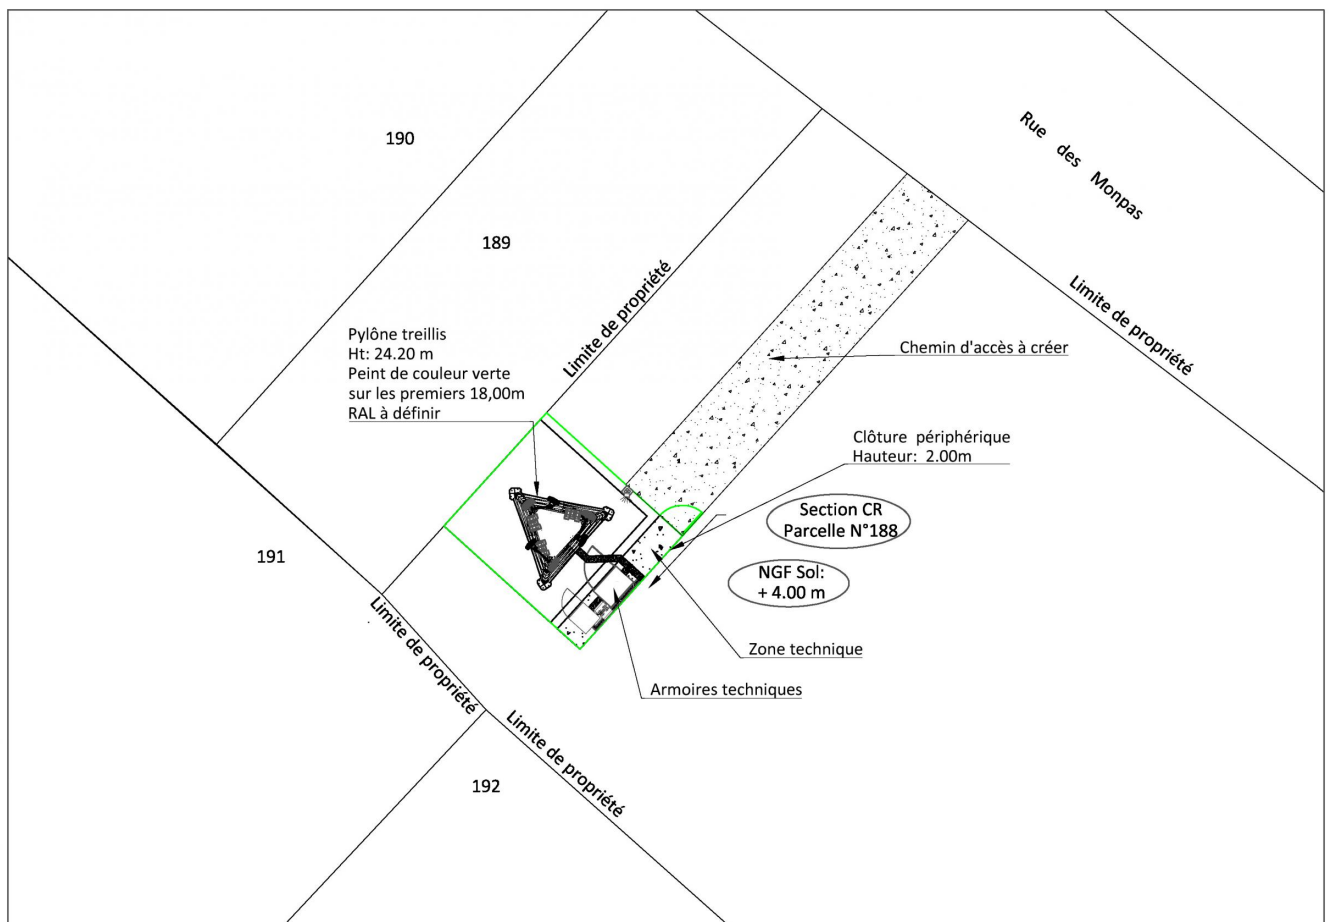 190
Rue des Monpas
189
Limite de propriété
Limite de propriété
Pylône treillis
Ht: 24.20 m
Peint de couleur verte
sur les premiers 18,00m
RAL à définir
Chemin d'accès à créer
Clôture périphérique
Hauteur: 2.00m
Section CR
Parcelle N°188
191
NGF Sol:
+ 4.00 m
Limite de propriété
Zone technique
Armoires techniques
Limite de propriété
192